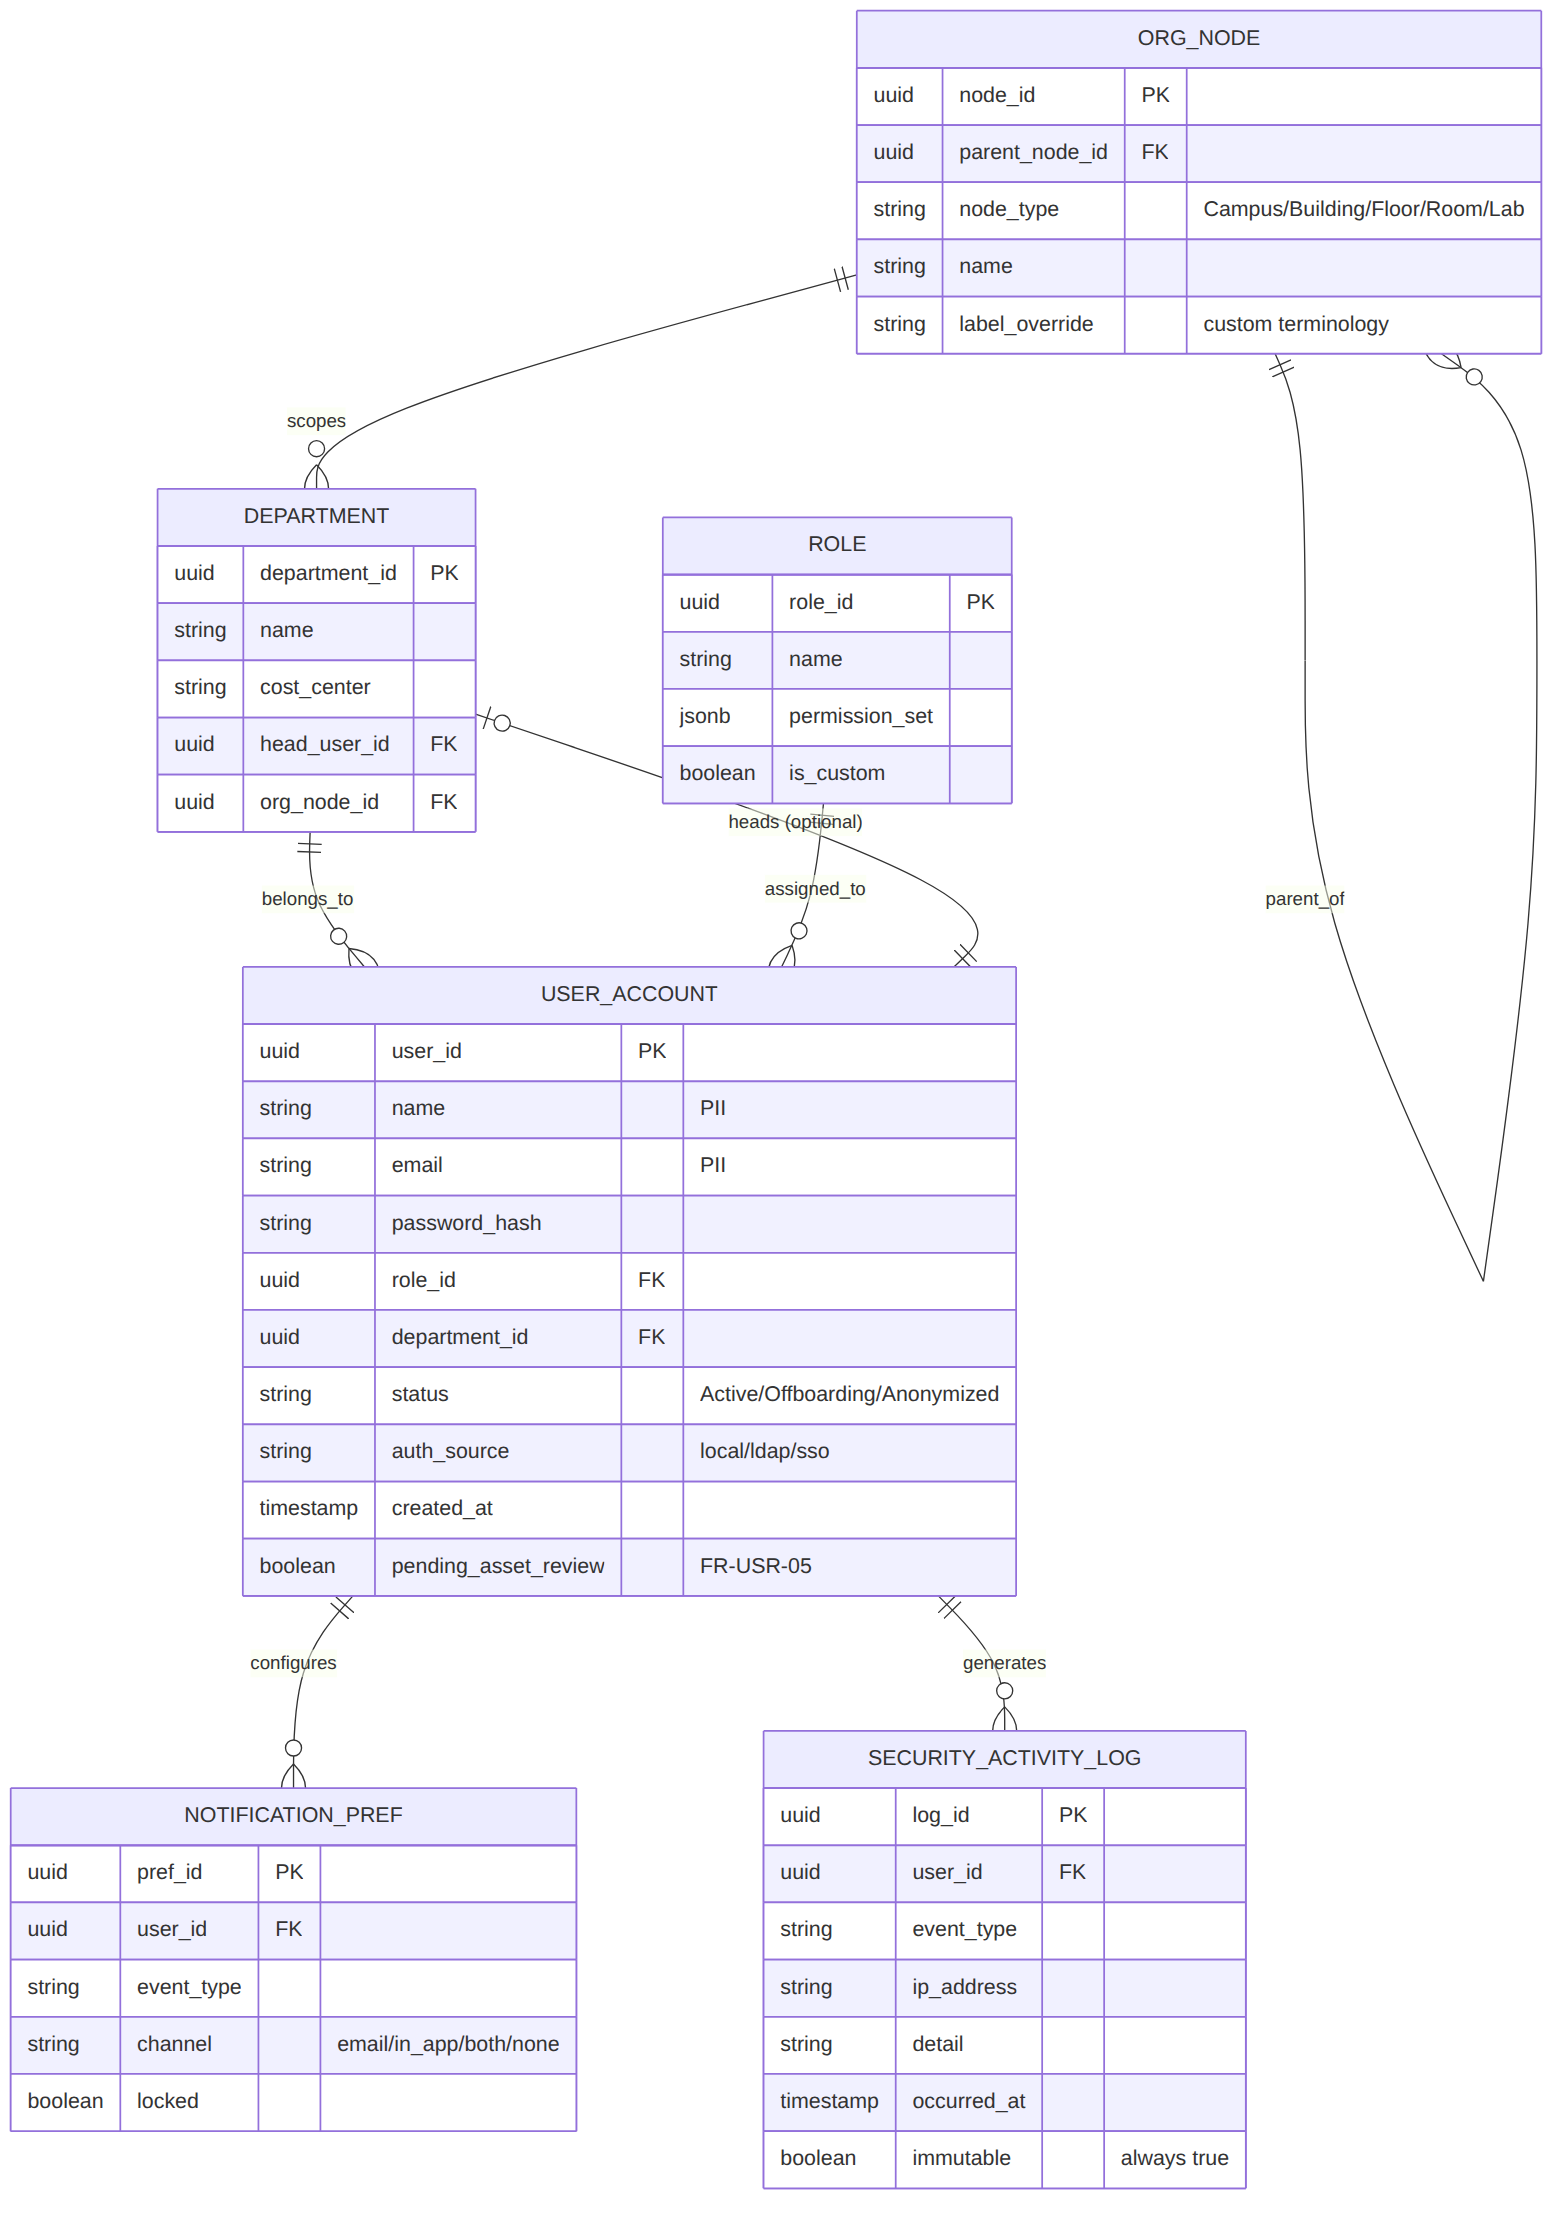 ORG_NODE
uuid node_id PK
uuid parent_node_id FK
string node_type Campus/Building/Floor/Room/Lab
string name
string label_override custom terminology
scopes
DEPARTMENT
uuid department_id PK
string name
string cost_center
uuid head_user_id FK
uuid org_node_id FK
ROLE
uuid role_id PK
string name
jsonb permission_set
boolean is_custom
heads (optional)
belongs_to
assigned_to
parent_of
USER_ACCOUNT
uuid user_id PK
string name PII
string email PII
string password_hash
uuid role_id FK
uuid department_id FK
string status Active/Offboarding/Anonymized
string auth_source local/ldap/sso
timestamp created_at
boolean pending_asset_review FR-USR-05
configures
generates
NOTIFICATION_PREF
uuid pref_id PK
uuid user_id FK
string event_type
string channel email/in_app/both/none
boolean locked
SECURITY_ACTIVITY_LOG
uuid log_id PK
uuid user_id FK
string event_type
string ip_address
string detail
timestamp occurred_at
boolean immutable always true